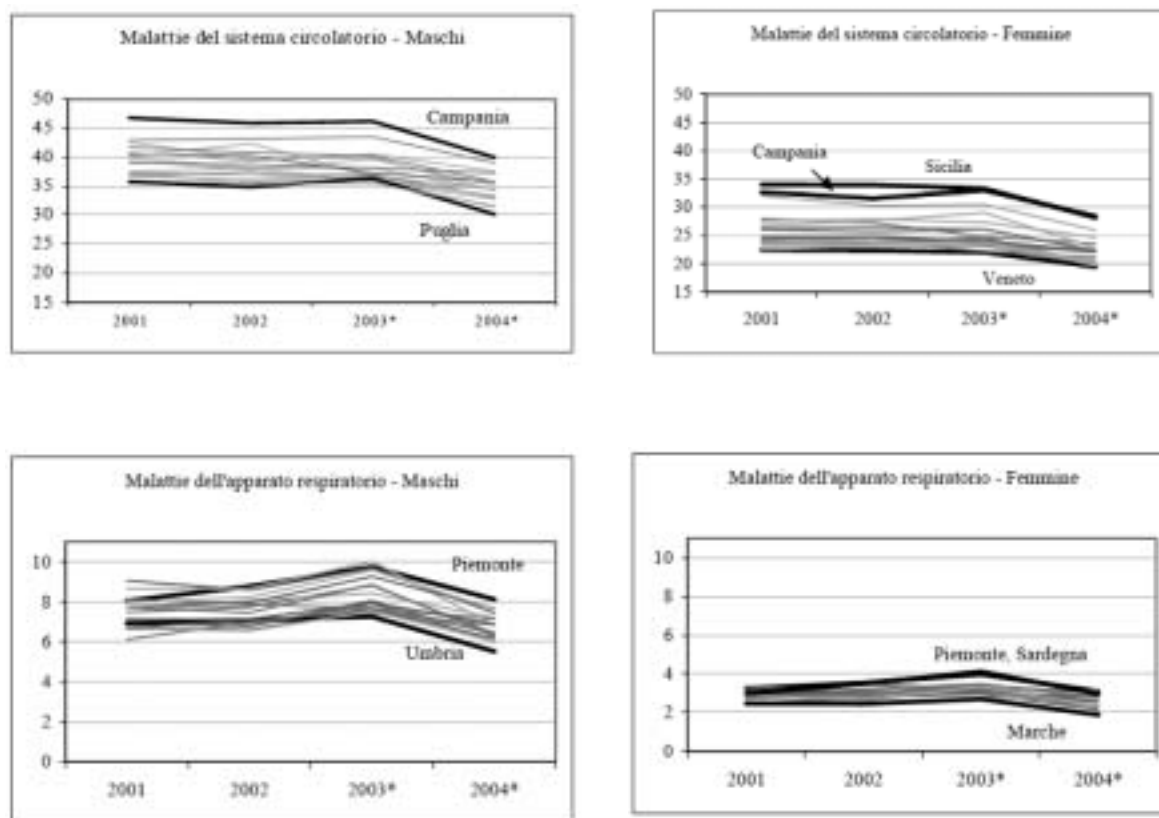 Malattie del sistema circolatorio - Maschi
50
45
40
35
30
25
20
15
Campania
Puglia
2001 2002 2003* 2004*
Malattie del sistema circolatorio - Femmine
50
45
40
35
30
25
20
15
Campania
Sicilia
Veneto
2001 2002 2003* 2004*
Malattie dell'apparato respiratorio - Maschi
10
8
6
4
2
0
Piemonte
Umbria
2001 2002 2003* 2004*
Malattie dell'apparato respiratorio - Femmine
10
8
6
4
2
0
Piemonte, Sardegna
Marche
2001 2002 2003* 2004*